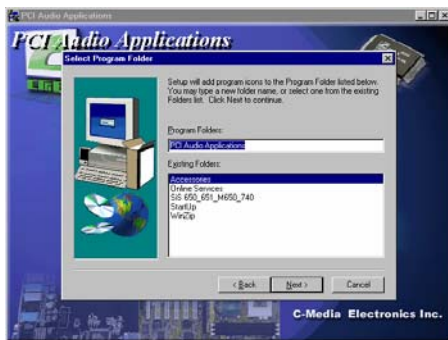 PCI Audio Applications
PCI Audio Applications
Select Program Folder
Setup will add program icons to the Program Folder listed below.
You may type a new folder name, or select one from the existing
Folders list. Click Next to continue.
Program Folders:
PCI Audio Applications
Existing Folders:
Accessories
Online Services
SiS 650_651_M650_740
StartUp
WinZip
< Back
Next >
Cancel
C-Media Electronics Inc.